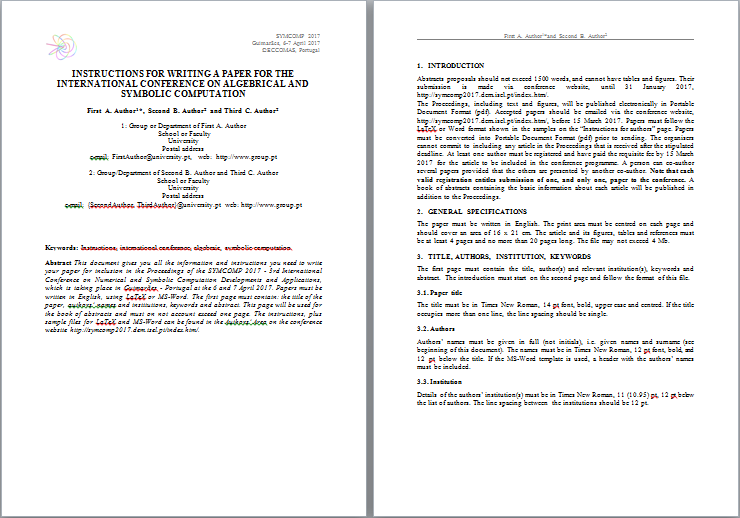 SYMCOMP 2017
Guimarães, 6-7 April 2017
ECCOMAS, Portugal
INSTRUCTIONS FOR WRITING A PAPER FOR THE
INTERNATIONAL CONFERENCE ON ALGEBRICAL AND
SYMBOLIC COMPUTATION
First A. Author1*, Second B. Author2 and Third C. Author2
1: Group or Department of First A. Author
School or Faculty
University
Postal address
e-mail: FirstAuthor@university.pt, web: http://www.group.pt
2: Group/Department of Second B. Author and Third C. Author
School or Faculty
University
Postal address
e-mail: {SecondAuthor, ThirdAuthor}@university.pt web: http://www.group.pt
Keywords: Instructions, international conference, algebraic, symbolic computation.
Abstract This document gives you all the information and instructions you need to write
your paper for inclusion in the Proceedings of the SYMCOMP 2017 - 3rd International
Conference on Numerical and Symbolic Computation Developments and Applications,
which is taking place in Guimarães, - Portugal at the 6 and 7 April 2017. Papers must be
written in English, using LaTeX or MS-Word. The first page must contain: the title of the
paper, authors' names and institutions, keywords and abstract. This page will be used for
the book of abstracts and must on not account exceed one page. The instructions, plus
sample files for LaTeX and MS-Word can be found in the authors' area on the conference
website http://symcomp2017.dem.isel.pt/index.htm/.
First A. Author1*and Second B. Author2
1. INTRODUCTION
Abstracts proposals should not exceed 1500 words, and cannot have tables and figures. Their
submission is made via conference website, until 31 January 2017,
http://symcomp2017.dem.isel.pt/index.htm/.
The Proceedings, including text and figures, will be published electronically in Portable
Document Format (pdf). Accepted papers should be emailed via the conference website,
http://symcomp2017.dem.isel.pt/index.htm/, before 15 March 2017. Papers must follow the
LaTeX or Word format shown in the samples on the "Instructions for authors" page. Papers
must be converted into Portable Document Format (pdf) prior to sending. The organisers
cannot commit to including any article in the Proceedings that is received after the stipulated
deadline. At least one author must be registered and have paid the requisite fee by 15 March
2017 for the article to be included in the conference programme. A person can co-author
several papers provided that the others are presented by another co-author. Note that each
valid registration entitles submission of one, and only one, paper to the conference. A
book of abstracts containing the basic information about each article will be published in
addition to the Proceedings.
2. GENERAL SPECIFICATIONS
The paper must be written in English. The print area must be centred on each page and
should cover an area of 16 x 21 cm. The article and its figures, tables and references must
be at least 4 pages and no more than 20 pages long. The file may not exceed 4 Mb.
3. TITLE, AUTHORS, INSTITUTION, KEYWORDS
The first page must contain the title, author(s) and relevant institution(s), keywords and
abstract. The introduction must start on the second page and follow the format of this file.
3.1. Paper title
The title must be in Times New Roman, 14 pt font, bold, upper case and centred. If the title
occupies more than one line, the line spacing should be single.
3.2. Authors
Authors' names must be given in full (not initials), i.e. given names and surname (see
beginning of this document). The names must be in Times New Roman, 12 pt font, bold, and
12 pt below the title. If the MS-Word template is used, a header with the authors' names
must be included.
3.3. Institution
Details of the authors' institution(s) must be in Times New Roman, 11 (10.95) pt, 12 pt below
the list of authors. The line spacing between the institutions should be 12 pt.